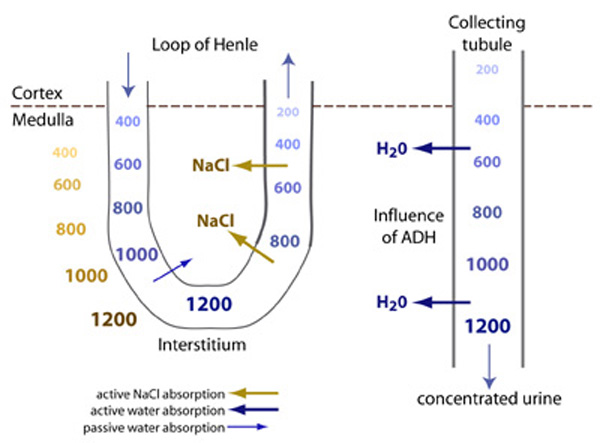 Loop of Henle
Collecting
tubule
Cortex
Medulla
400
600
800
1000
1200
400
600
800
1000
1200
800
600
400
200
NaCl
NaCl
Interstitium
200
400
600
800
1000
1200
H20
Influence
of ADH
H20
concentrated urine
active NaCl absorption
active water absorption
passive water absorption